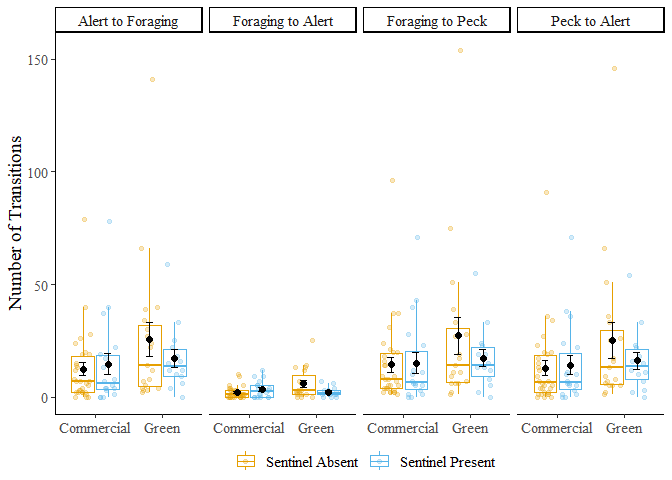 Alert to Foraging
Foraging to Alert
Foraging to Peck
Peck to Alert
Number of Transitions
150
100
50
0
Commercial Green Commercial Green Commercial Green Commercial Green
Sentinel Absent Sentinel Present